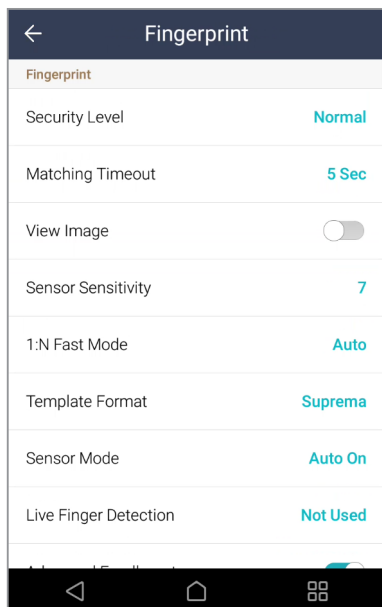 Fingerprint
Fingerprint
Security Level Normal
Matching Timeout 5 Sec
View Image
Sensor Sensitivity 7
1:N Fast Mode Auto
Template Format Suprema
Sensor Mode Auto On
Live Finger Detection Not Used